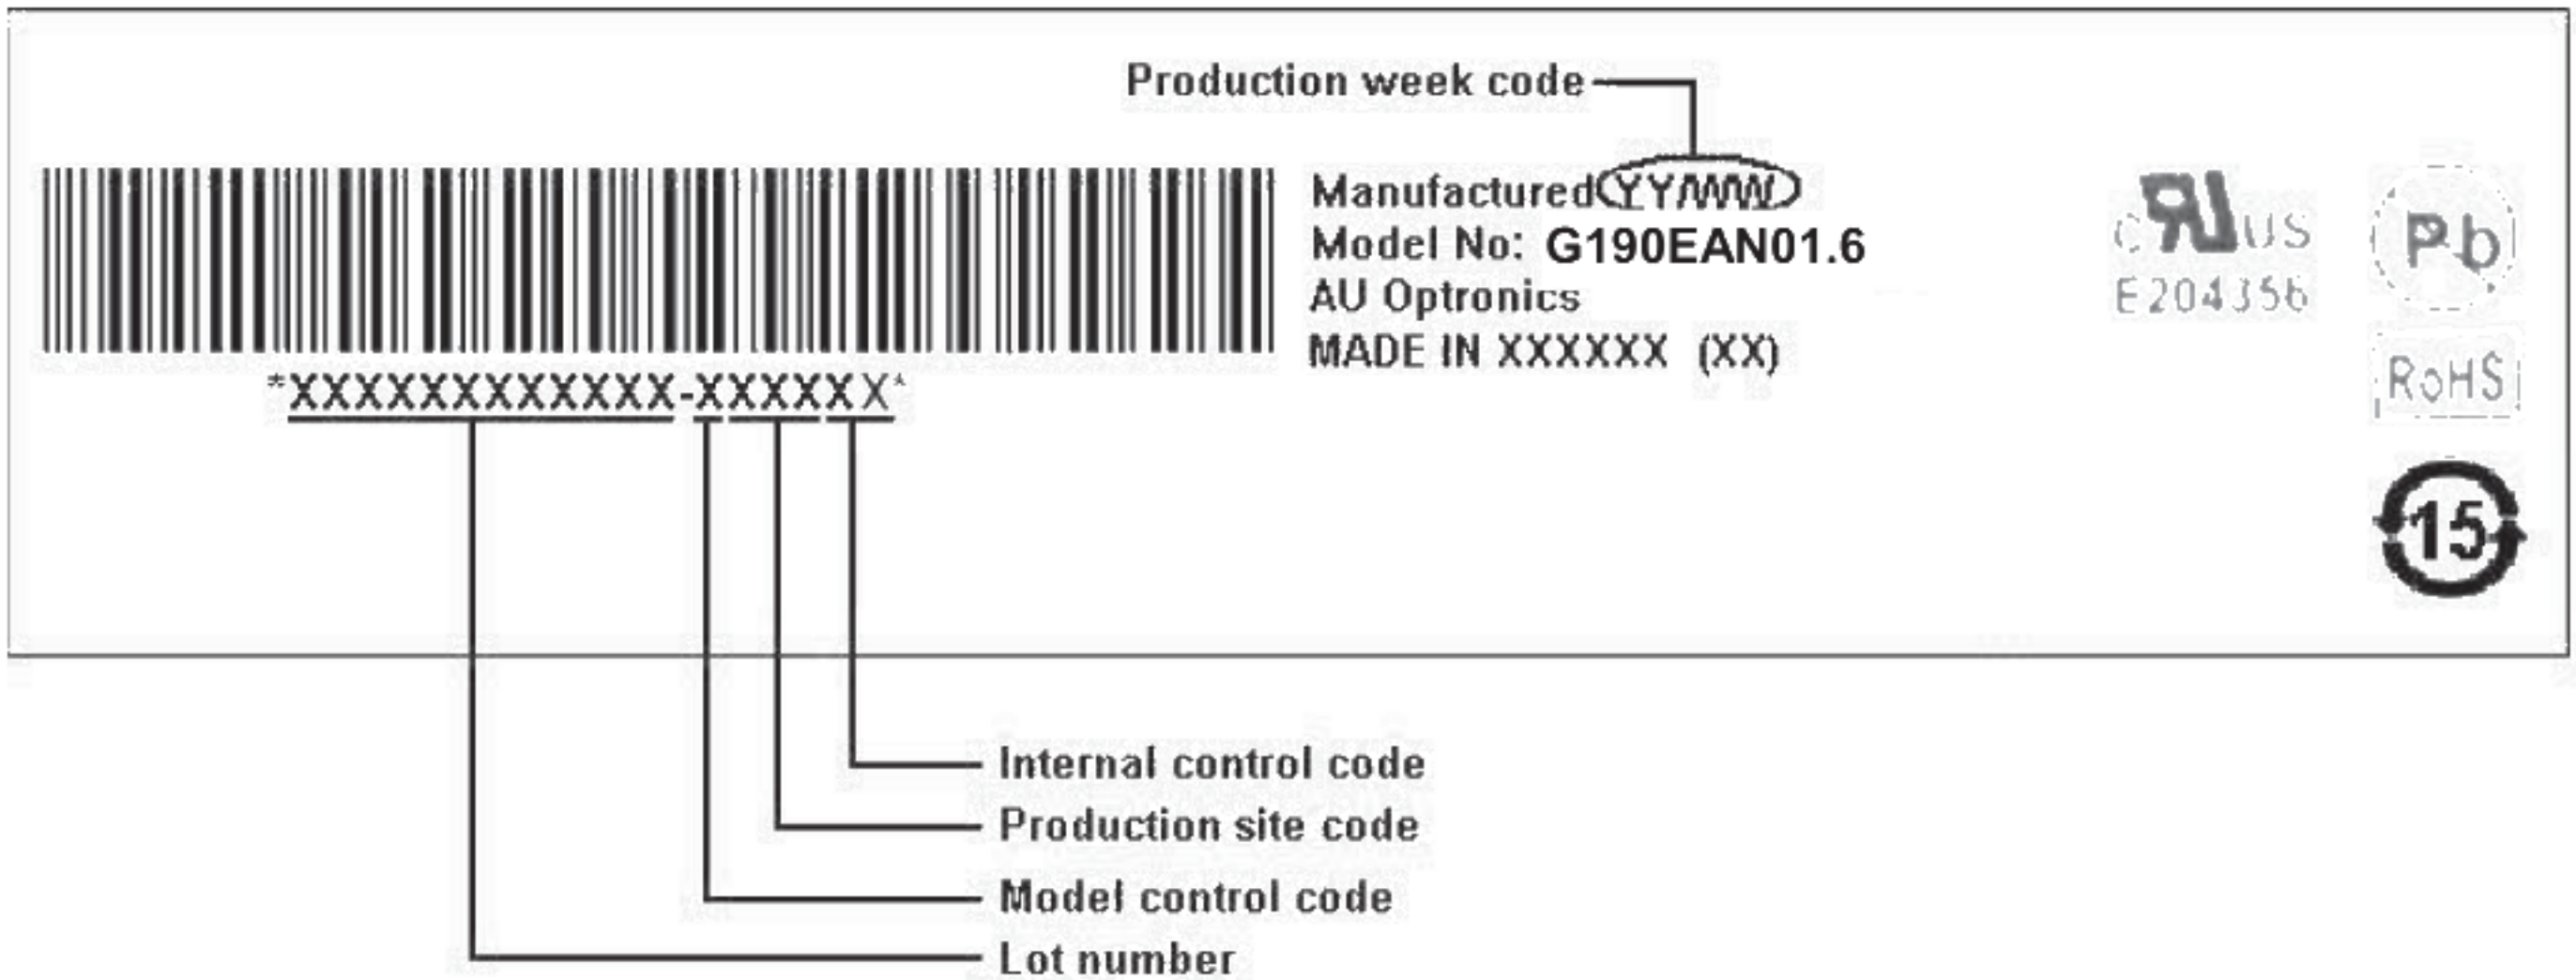 Production week code
Manufactured YY/WW
Model No: G190EAN01.6
AU Optronics
MADE IN XXXXXX (XX)
*XXXXXXXXXXXX-XXXXXX*
c RU US
E204356
Pb
RoHS
15
Internal control code
Production site code
Model control code
Lot number